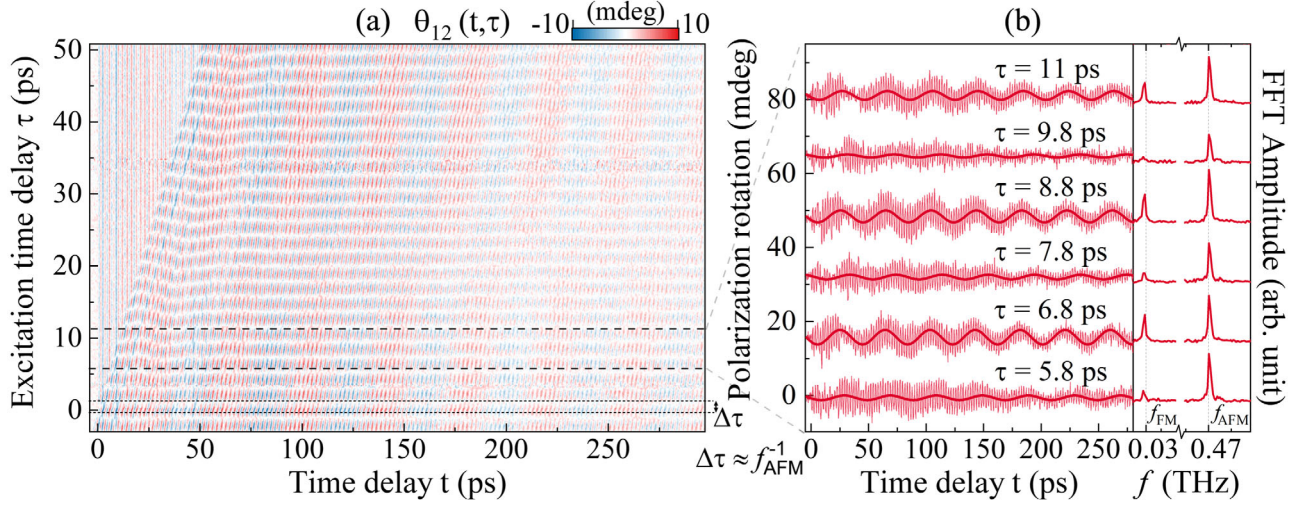 (a) θ12 (t,τ) -10 (mdeg) 10
Excitation time delay τ (ps)
50
40
30
20
10
0
0 50 100 150 200 250
Time delay t (ps)
Δτ
Δτ ≈ f⁻¹AFM
(b)
Polarization rotation (mdeg)
80
60
40
20
0
τ = 11 ps
τ = 9.8 ps
τ = 8.8 ps
τ = 7.8 ps
τ = 6.8 ps
τ = 5.8 ps
fFM fAFM
0 50 100 150 200 250 0.03 0.47
Time delay t (ps) f (THz)
FFT Amplitude (arb. unit)